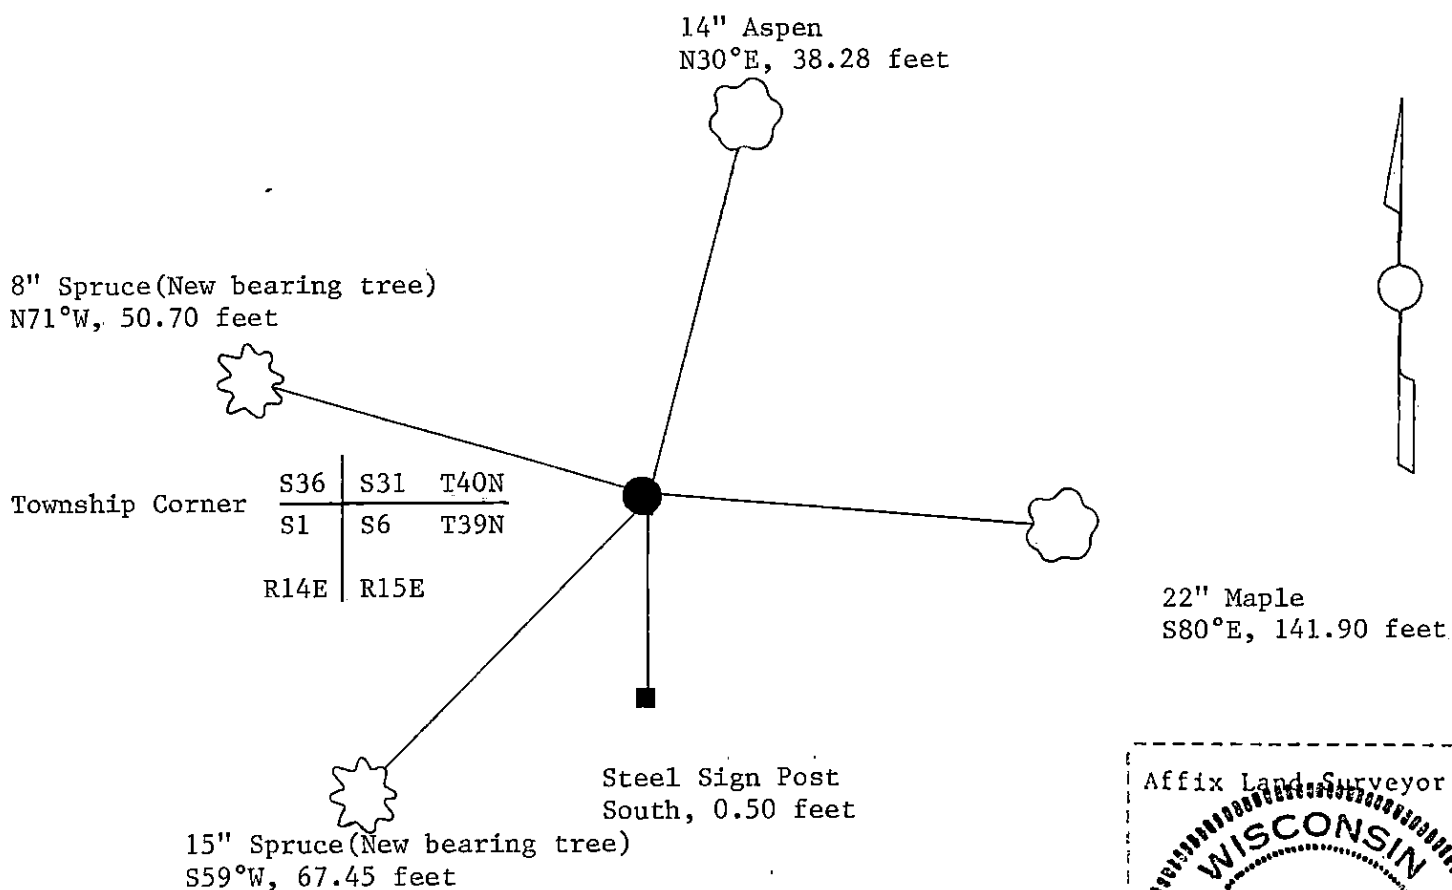 14" Aspen
N30°E, 38.28 feet
8" Spruce(New bearing tree)
N71°W, 50.70 feet
Township Corner
S36 S31 T40N
S1 S6 T39N
R14E R15E
22" Maple
S80°E, 141.90 feet
Steel Sign Post
South, 0.50 feet
15" Spruce(New bearing tree)
S59°W, 67.45 feet
Affix Land Surveyor
WISCONSIN